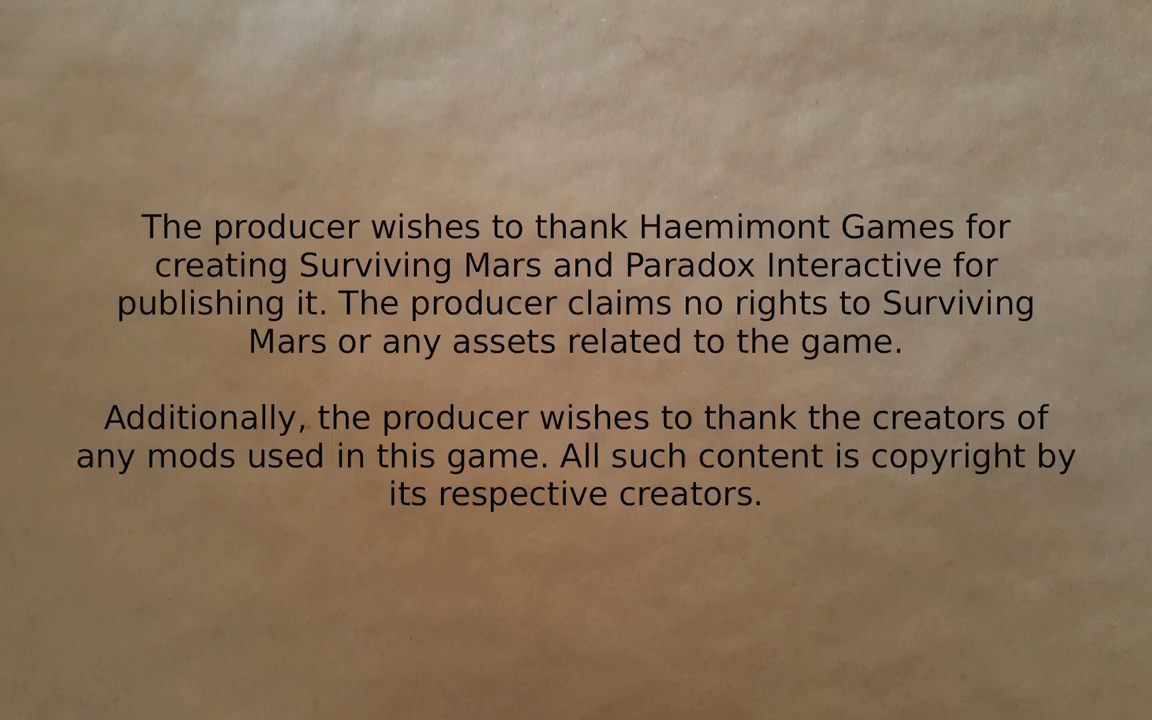 The producer wishes to thank Haemimont Games for
creating Surviving Mars and Paradox Interactive for
publishing it. The producer claims no rights to Surviving
Mars or any assets related to the game.
Additionally, the producer wishes to thank the creators of
any mods used in this game. All such content is copyright by
its respective creators.